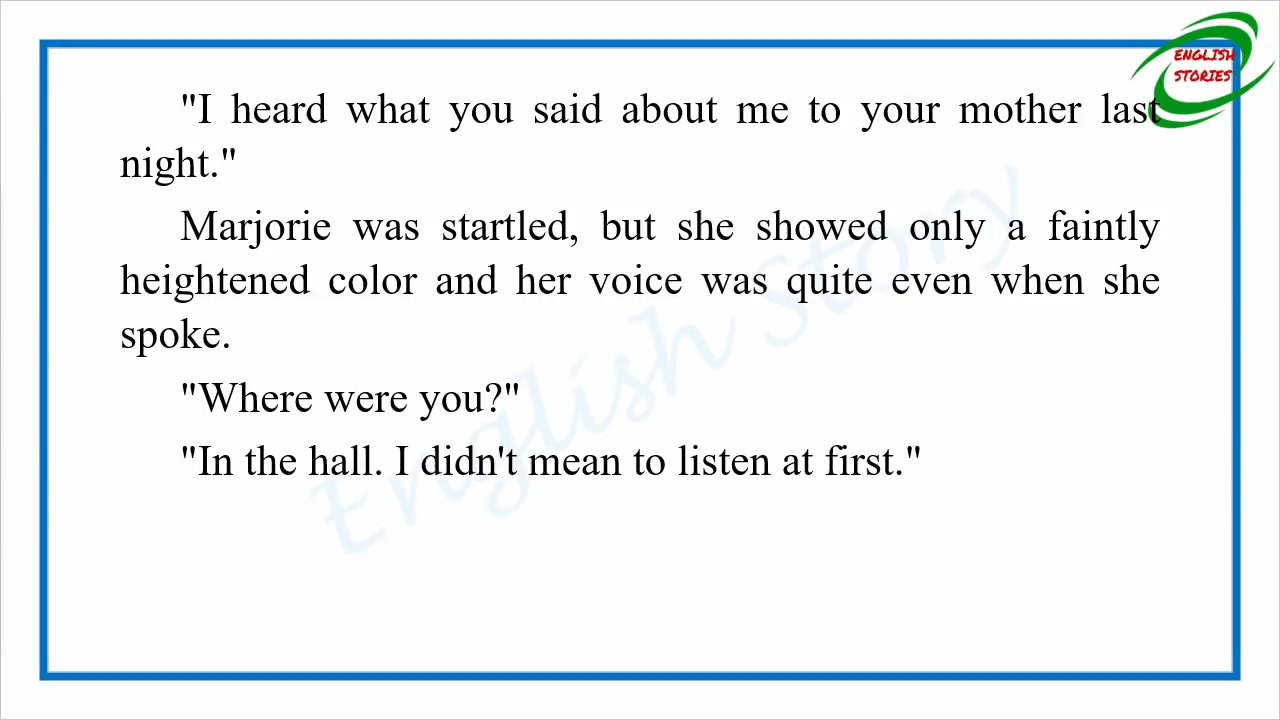 ENGLISH
STORIES
"I heard what you said about me to your mother last
night."
Marjorie was startled, but she showed only a faintly
heightened color and her voice was quite even when she
spoke.
"Where were you?"
"In the hall. I didn't mean to listen at first."
English Story